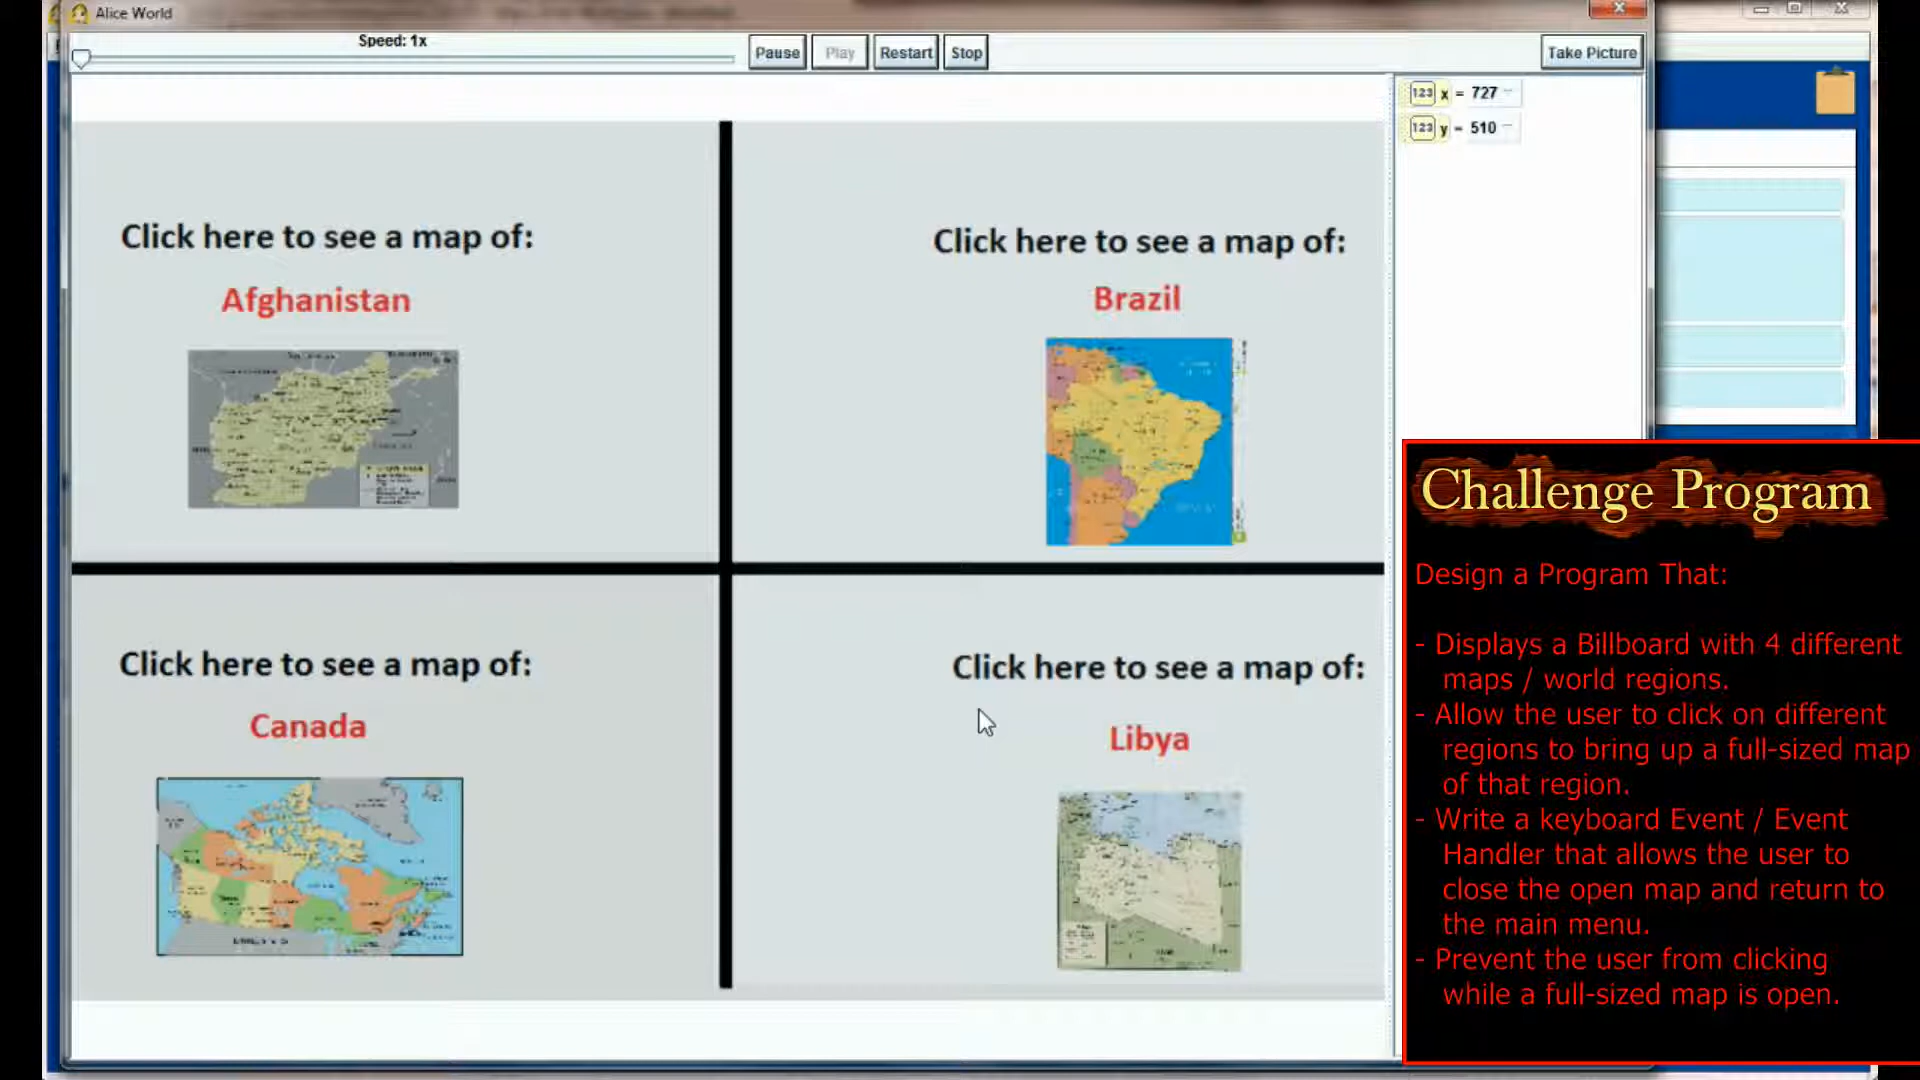 Alice World
Speed: 1x
Pause
Play
Restart
Stop
Take Picture
123 x = 727
123 y = 510
Click here to see a map of:
Afghanistan
Click here to see a map of:
Brazil
Click here to see a map of:
Canada
Click here to see a map of:
Libya
Challenge Program
Design a Program That:
- Displays a Billboard with 4 different
maps / world regions.
- Allow the user to click on different
regions to bring up a full-sized map
of that region.
- Write a keyboard Event / Event
Handler that allows the user to
close the open map and return to
the main menu.
- Prevent the user from clicking
while a full-sized map is open.